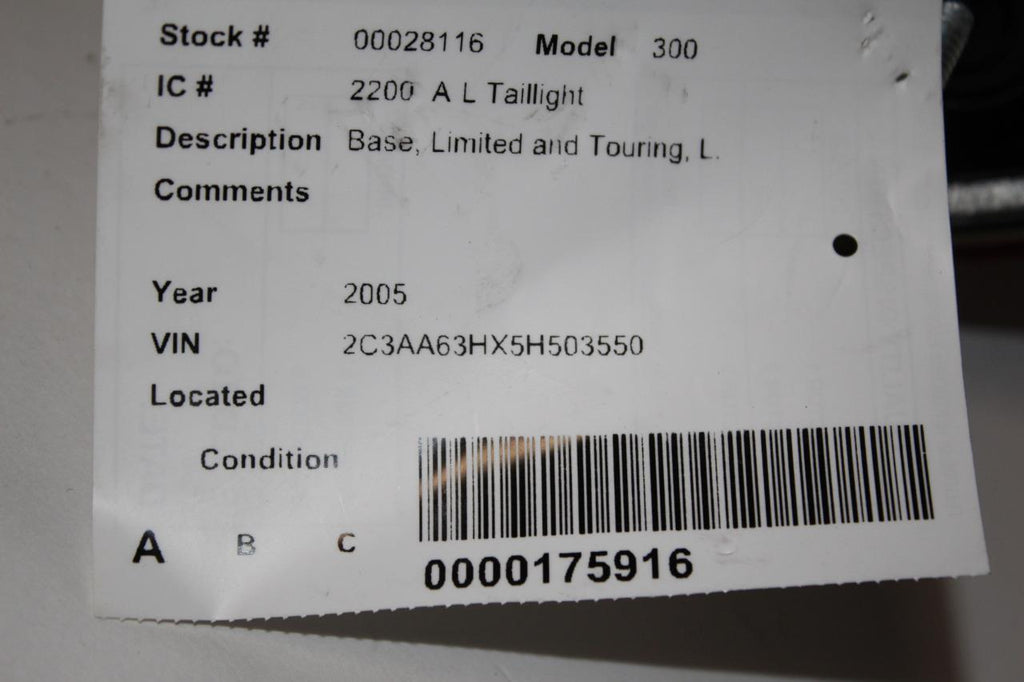 Stock # 00028116 Model 300
IC # 2200 A L Taillight
Description Base, Limited and Touring, L.
Comments
Year 2005
VIN 2C3AA63HX5H503550
Located
Condition
A B C
0000175916